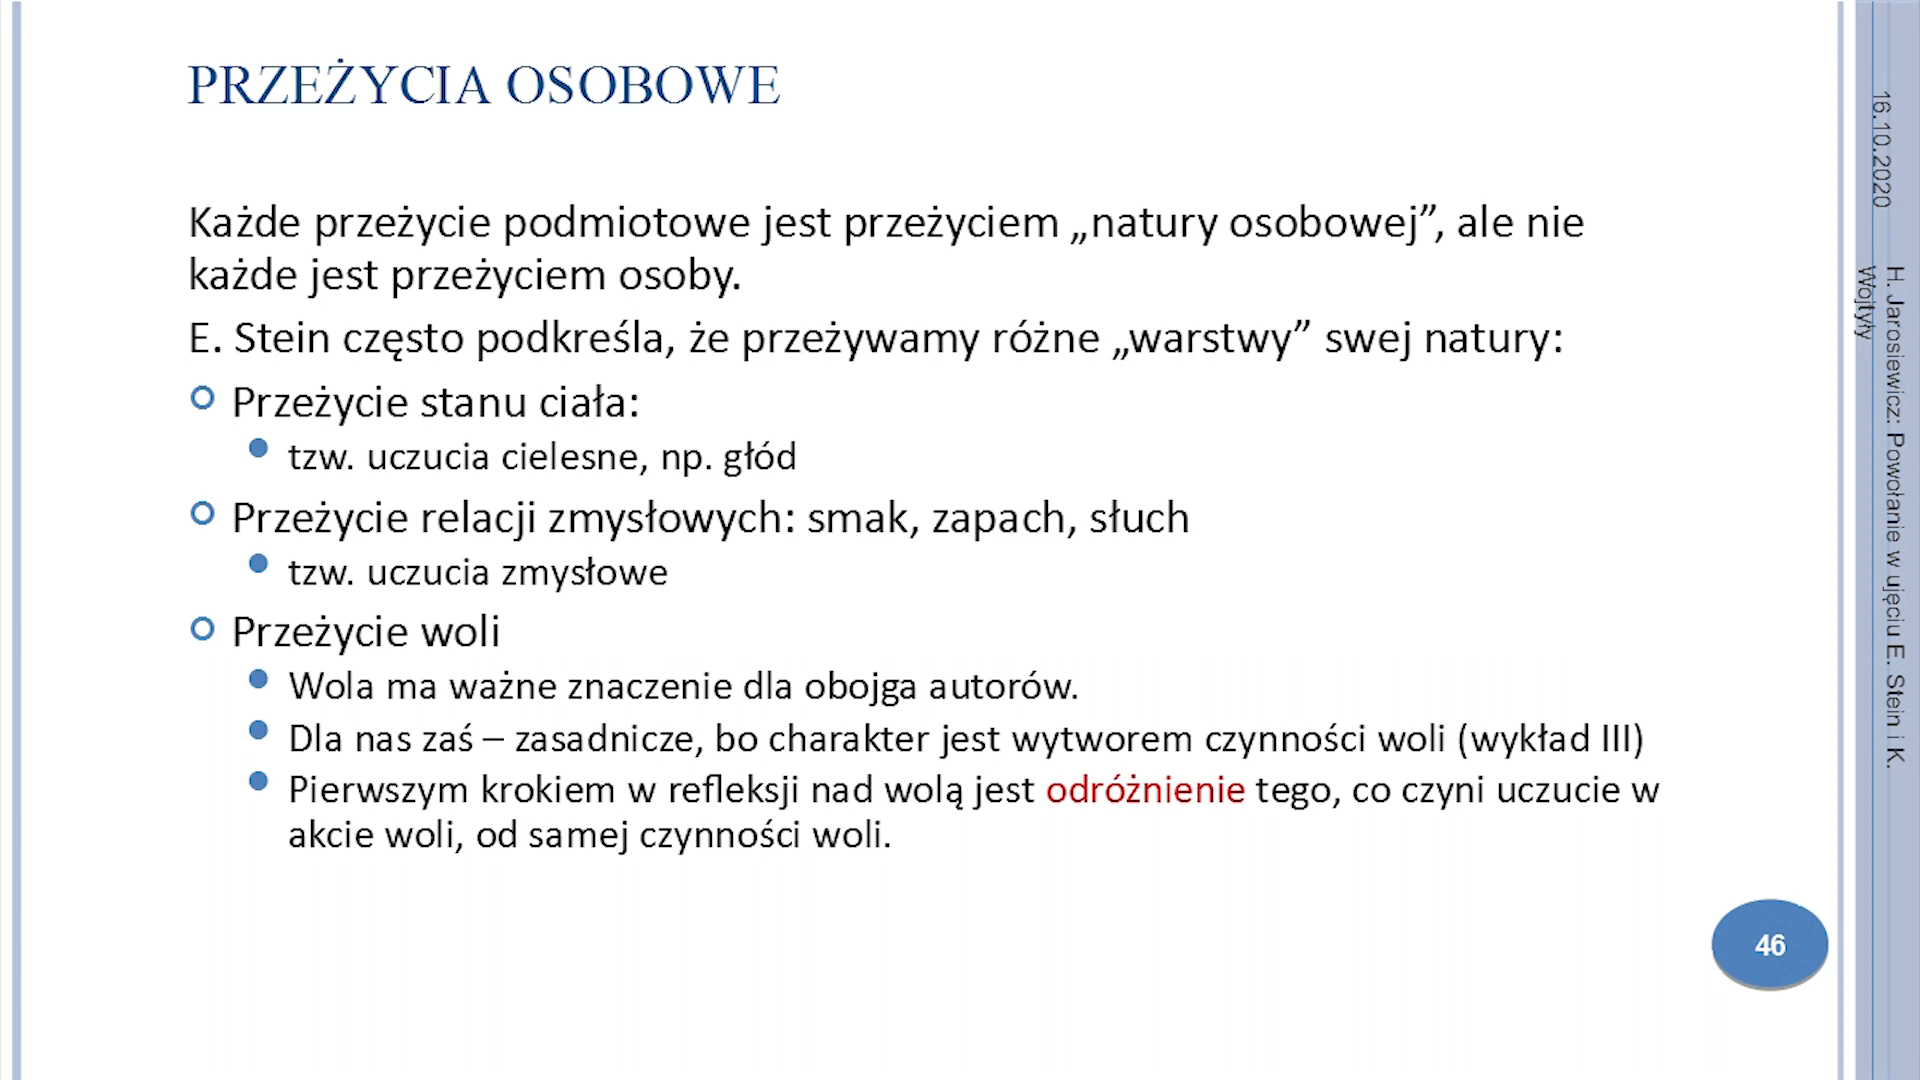 PRZEŻYCIA OSOBOWE
Każde przeżycie podmiotowe jest przeżyciem „natury osobowej”, ale nie
każde jest przeżyciem osoby.
E. Stein często podkreśla, że przeżywamy różne „warstwy” swej natury:
Przeżycie stanu ciała:
tzw. uczucia cielesne, np. głód
Przeżycie relacji zmysłowych: smak, zapach, słuch
tzw. uczucia zmysłowe
Przeżycie woli
Wola ma ważne znaczenie dla obojga autorów.
Dla nas zaś – zasadnicze, bo charakter jest wytworem czynności woli (wykład III)
Pierwszym krokiem w refleksji nad wolą jest odróżnienie tego, co czyni uczucie w
akcie woli, od samej czynności woli.
16.10.2020
H. Jarosiewicz: Powołanie w ujęciu E. Stein i K.
Wojtyły
46